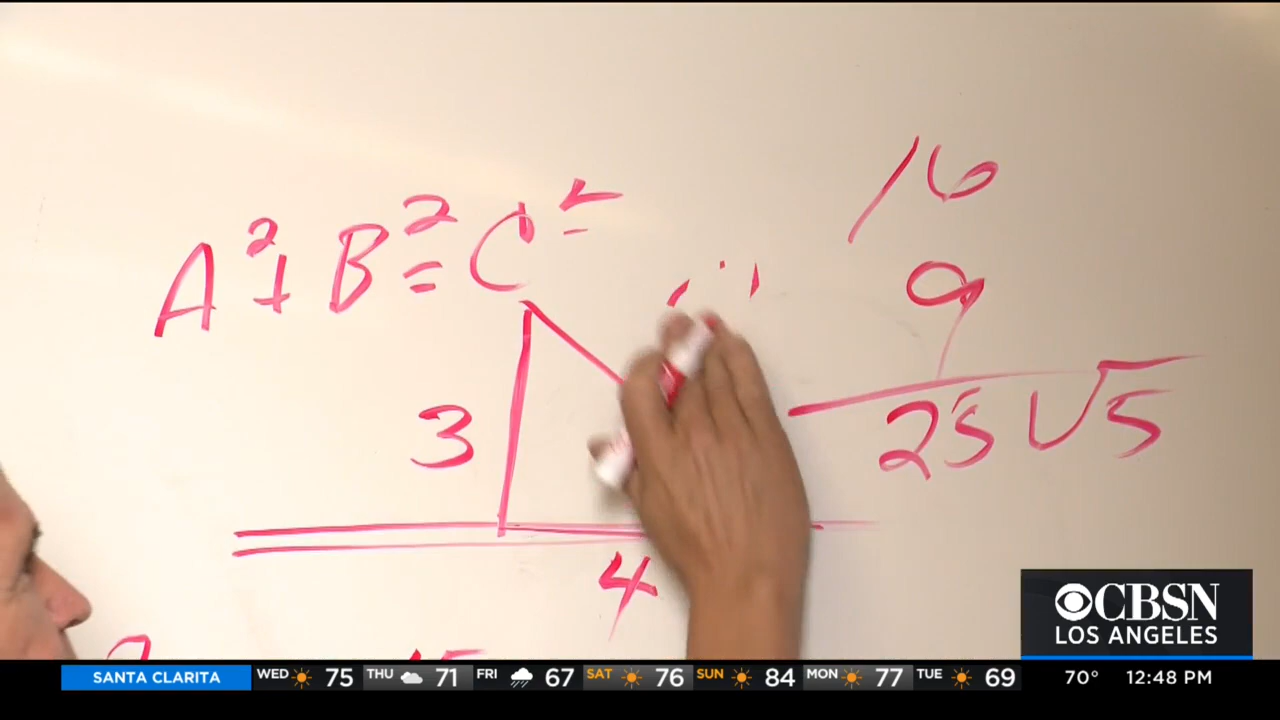 A² + B² = C²
16
9
25 √5
3
4
CBSN
LOS ANGELES
SANTA CLARITA WED 75 THU 71 FRI 67 SAT 76 SUN 84 MON 77 TUE 69 70° 12:48 PM